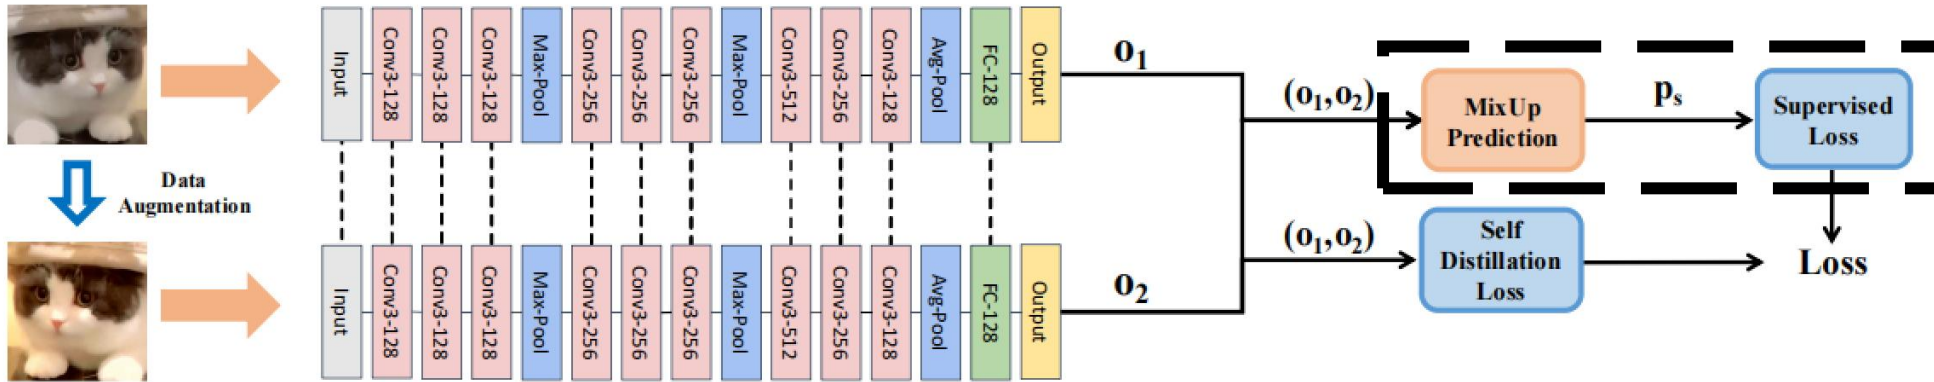 Input
Conv3-128
Conv3-128
Conv3-128
Max-Pool
Conv3-256
Conv3-256
Conv3-256
Max-Pool
Conv3-512
Conv3-256
Conv3-128
Avg-Pool
FC-128
Output
o₁
(o₁,o₂)
MixUp
Prediction
pₛ
Supervised
Loss
Data
Augmentation
Input
Conv3-128
Conv3-128
Conv3-128
Max-Pool
Conv3-256
Conv3-256
Conv3-256
Max-Pool
Conv3-512
Conv3-256
Conv3-128
Avg-Pool
FC-128
Output
o₂
(o₁,o₂)
Self
Distillation
Loss
Loss